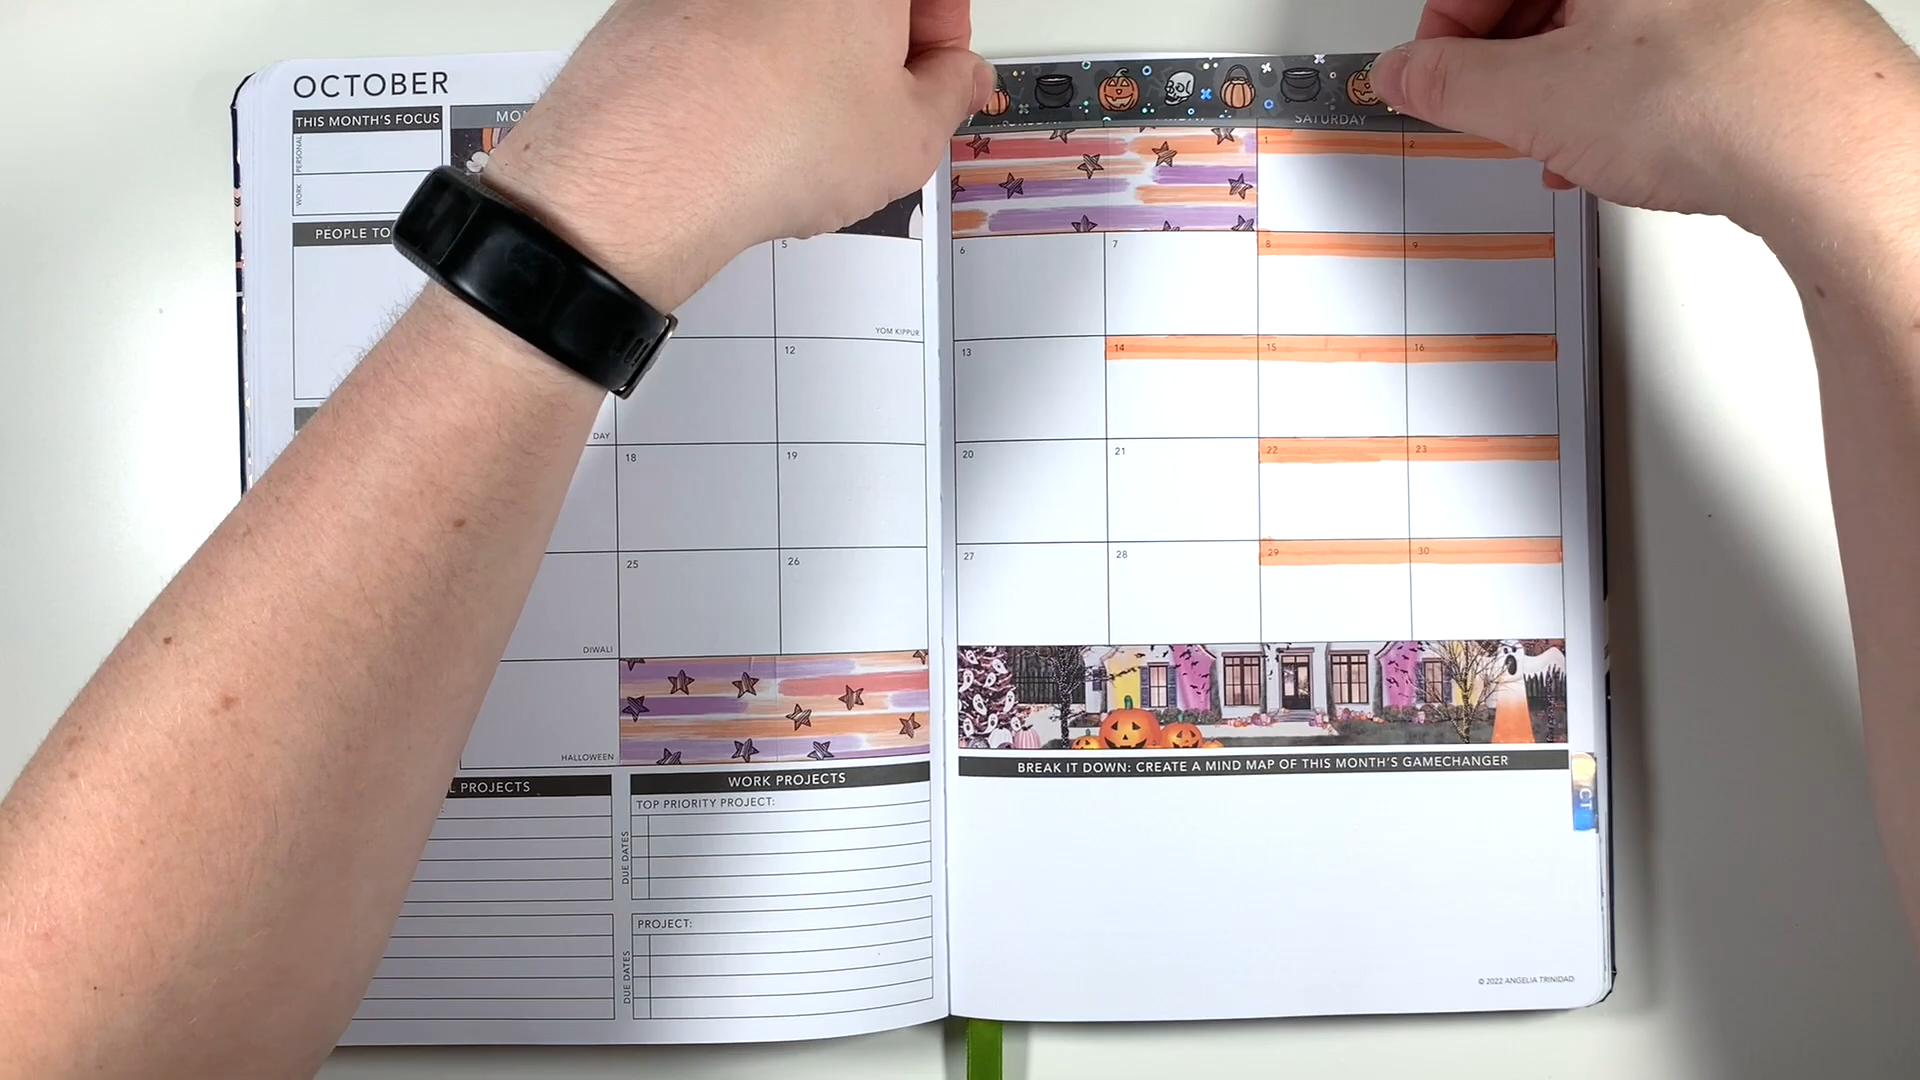 OCTOBER
THIS MONTH'S FOCUS
PERSONAL
WORK
PEOPLE TO
SATURDAY
1 2
5
YOM KIPPUR
6 7 8 9
12
DAY
13 14 15 16
18 19
20 21 22 23
25 26
DIWALI
27 28 29 30
HALLOWEEN
L PROJECTS
WORK PROJECTS
TOP PRIORITY PROJECT:
DUE DATES
PROJECT:
DUE DATES
BREAK IT DOWN: CREATE A MIND MAP OF THIS MONTH'S GAMECHANGER
© 2022 ANGELIA TRINIDAD